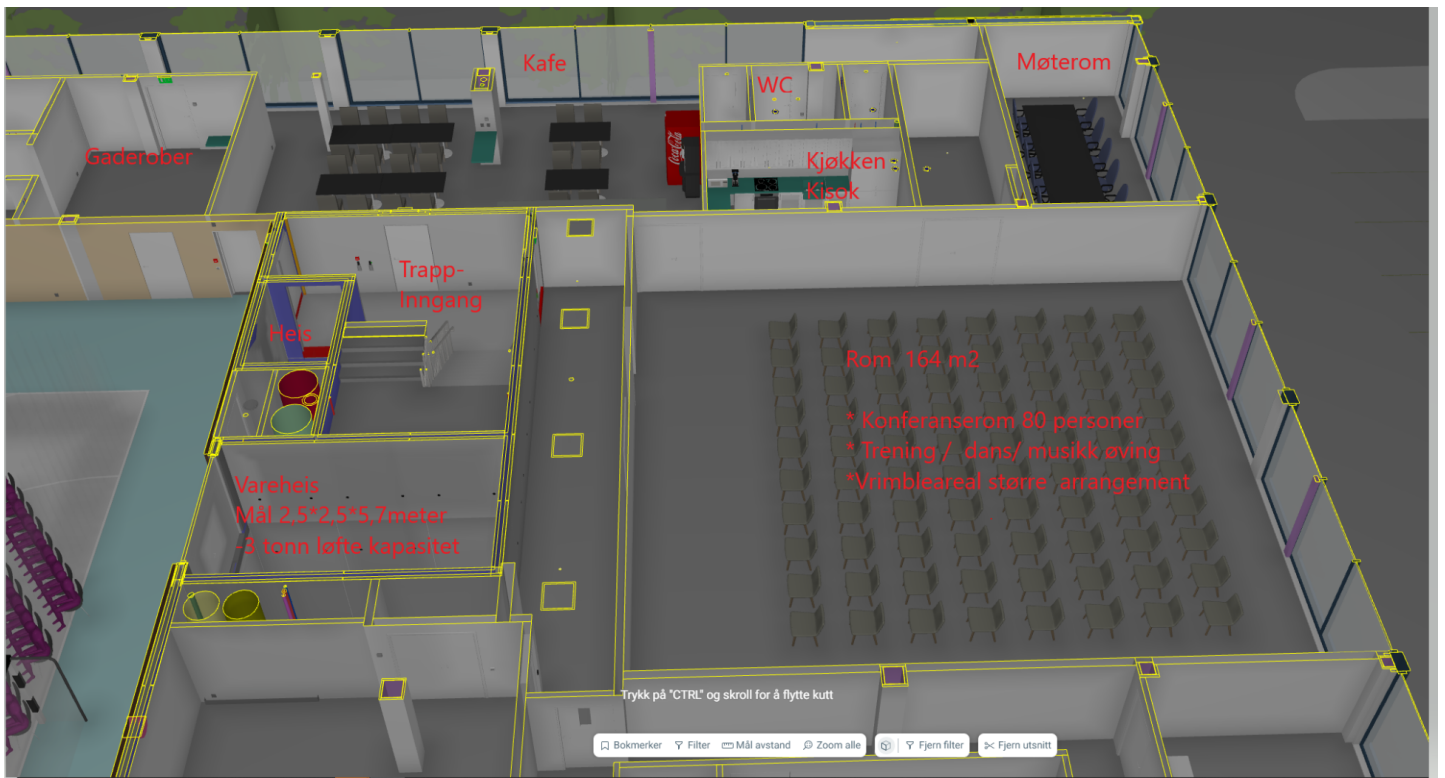 Kafe
Møterom
WC
Gaderober
Coca-Cola
Kjøkken
Kisok
Trapp-
Inngang
Heis
Rom 164 m2
* Konferanserom 80 personer
* Trening / dans/ musikk øving
*Vrimbleareal større arrangement
Vareheis
Mål 2,5*2,5*5,7meter
-3 tonn løfte kapasitet
Trykk på "CTRL" og skroll for å flytte kutt
Bokmerker Filter Mål avstand Zoom alle Fjern filter Fjern utsnitt